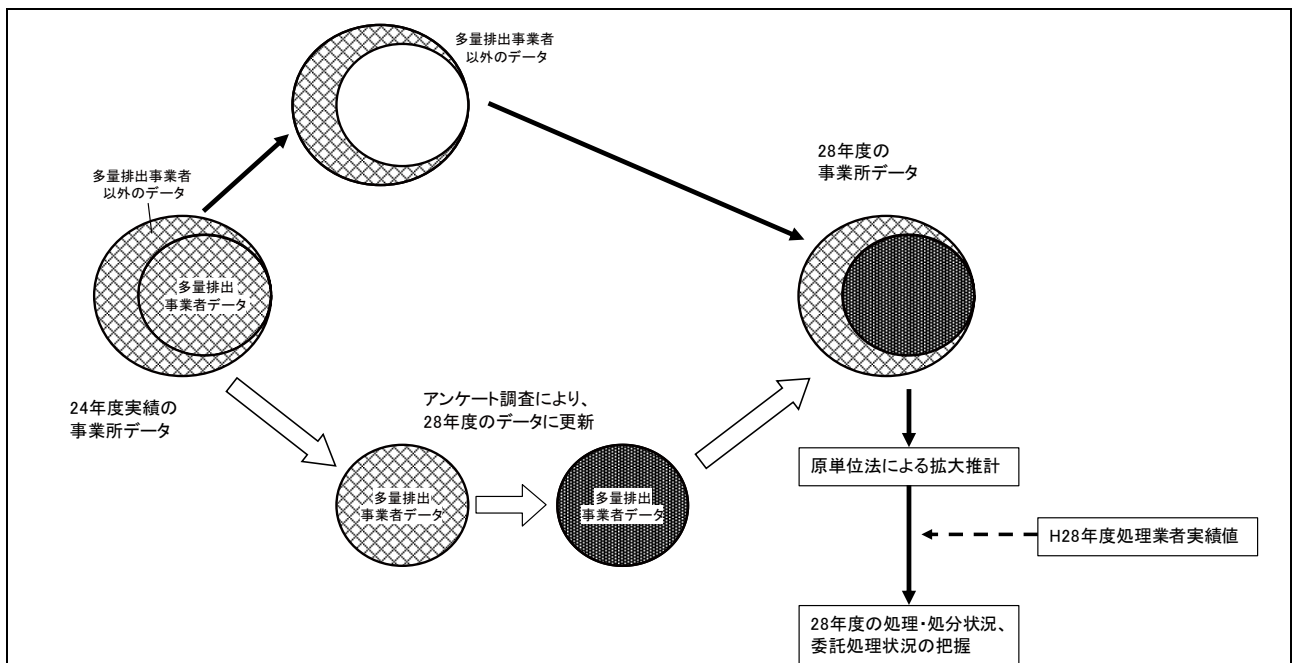 多量排出事業者
以外のデータ
多量排出事業者
以外のデータ
多量排出
事業者データ
24年度実績の
事業所データ
アンケート調査により、
28年度のデータに更新
多量排出
事業者データ
多量排出
事業者データ
28年度の
事業所データ
原単位法による拡大推計
H28年度処理業者実績値
28年度の処理・処分状況、
委託処理状況の把握